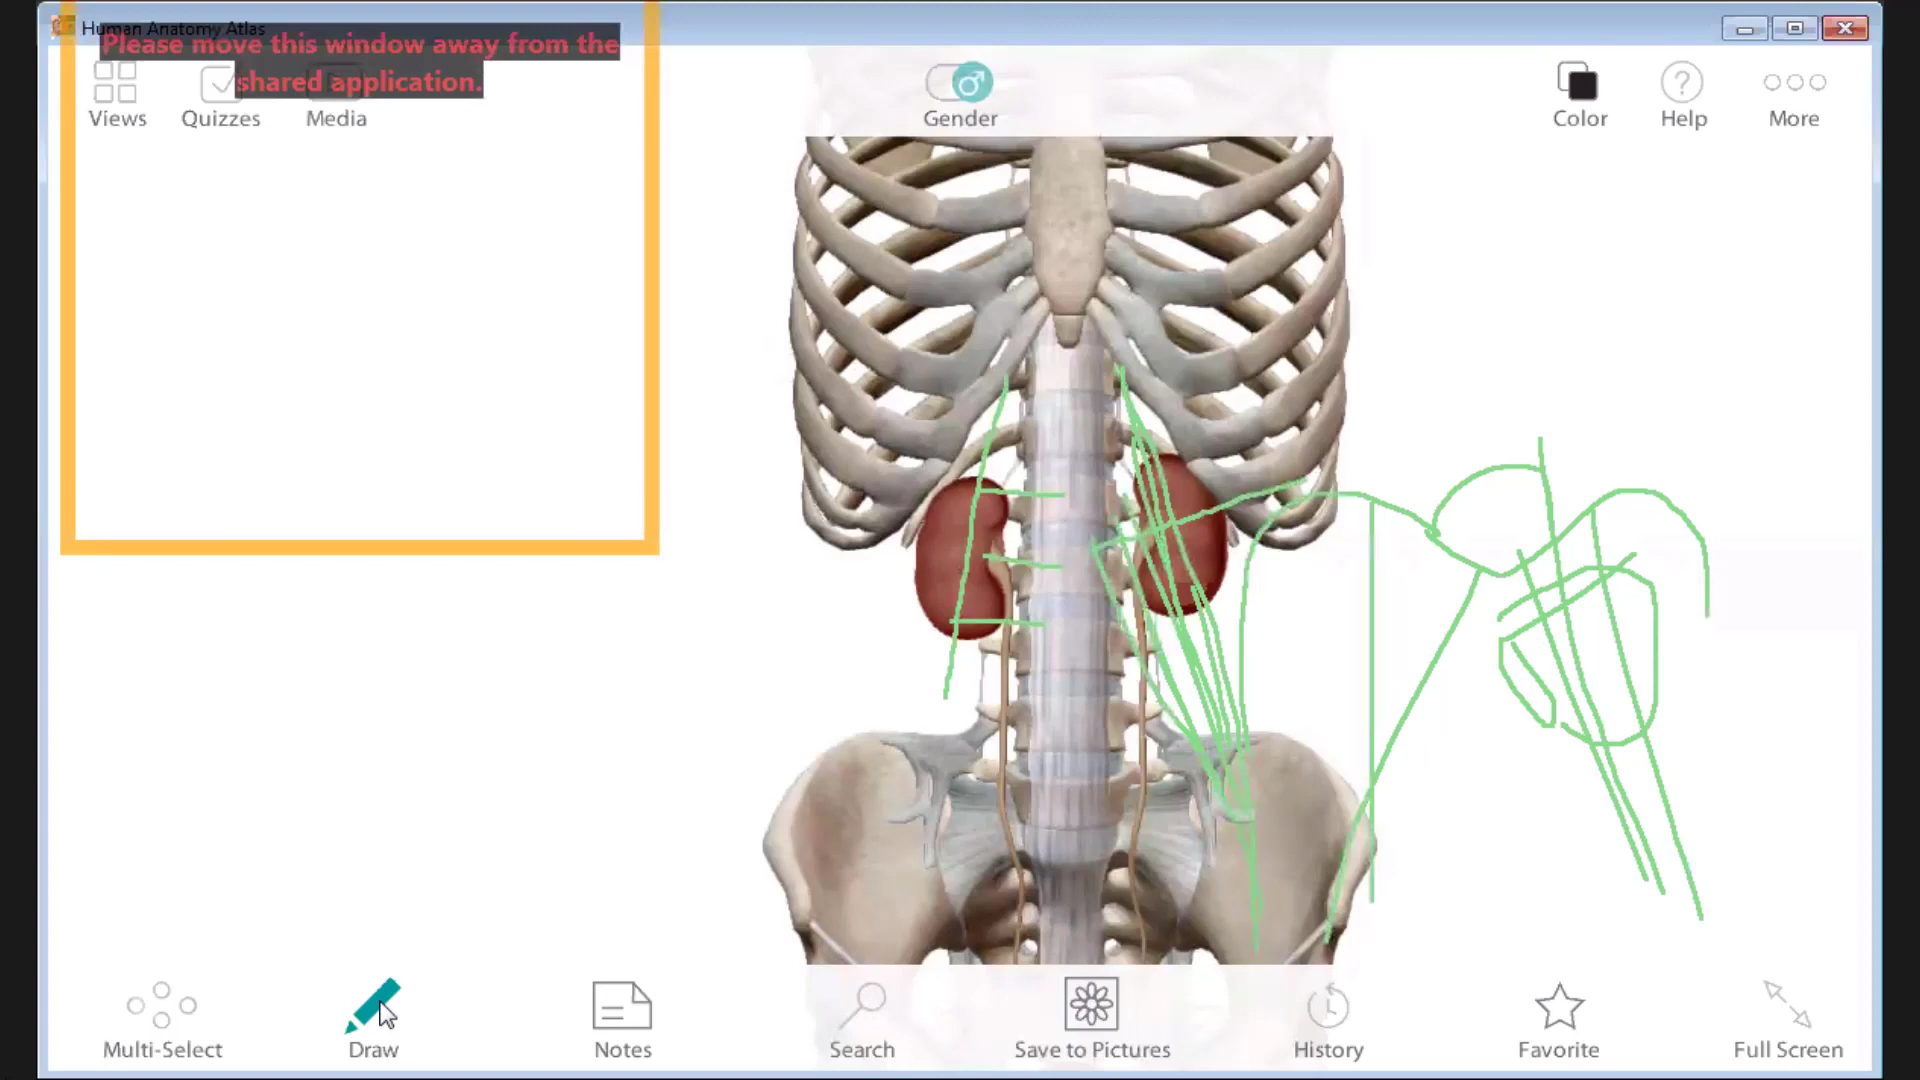 Human Anatomy Atlas
Please move this window away from the
shared application.
Views
Quizzes
Media
Gender
Color
Help
More
Multi-Select
Draw
Notes
Search
Save to Pictures
History
Favorite
Full Screen